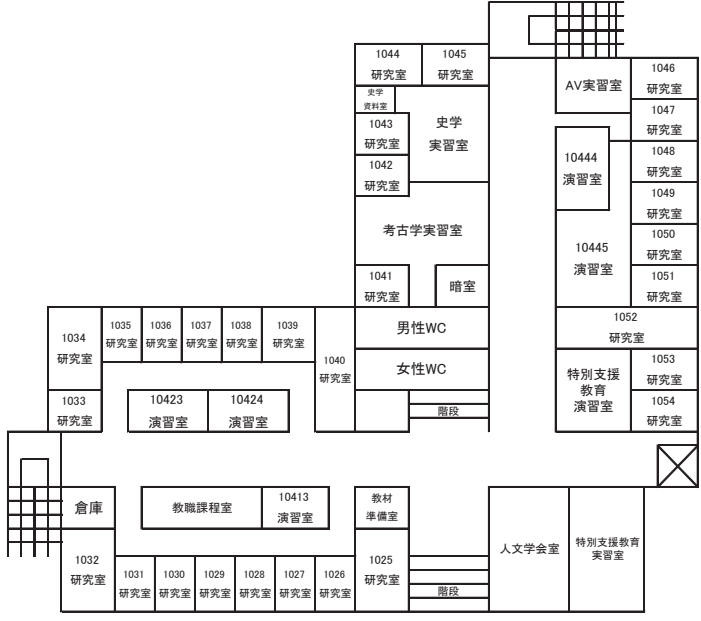 1044
研究室
1045
研究室
史学
資料室
1043
研究室
史学
実習室
1042
研究室
考古学実習室
1041
研究室
暗室
AV実習室
1046
研究室
1047
研究室
10444
演習室
1048
研究室
1049
研究室
10445
演習室
1050
研究室
1051
研究室
1052
研究室
特別支援
教育
演習室
1053
研究室
1054
研究室
1034
研究室
1035
研究室
1036
研究室
1037
研究室
1038
研究室
1039
研究室
1040
研究室
男性WC
女性WC
階段
1033
研究室
10423
演習室
10424
演習室
倉庫
教職課程室
10413
演習室
教材
準備室
1032
研究室
1031
研究室
1030
研究室
1029
研究室
1028
研究室
1027
研究室
1026
研究室
1025
研究室
階段
人文学会室
特別支援教育
実習室